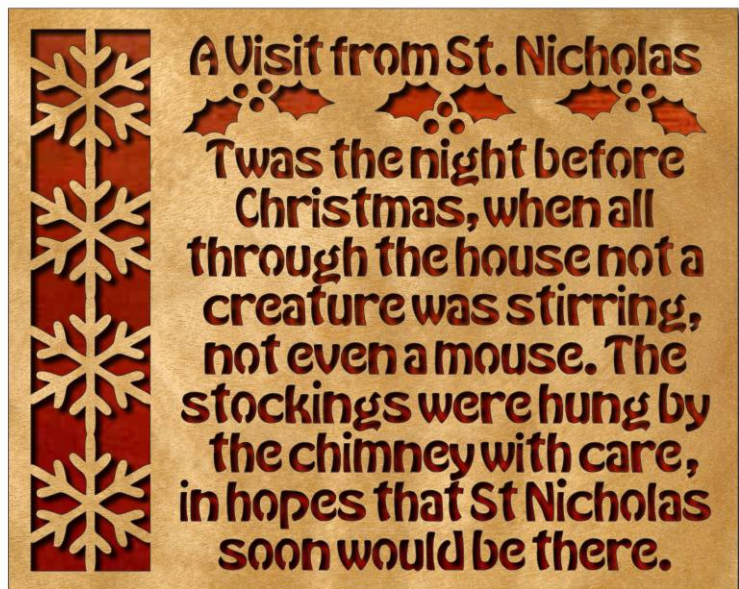 A Visit from St. Nicholas
Twas the night before
Christmas, when all
through the house not a
creature was stirring,
not even a mouse. The
stockings were hung by
the chimney with care,
in hopes that St Nicholas
soon would be there.